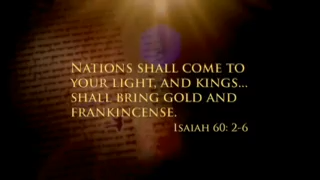 Nations shall come to
your light, and kings...
shall bring gold and
frankincense.
Isaiah 60: 2-6